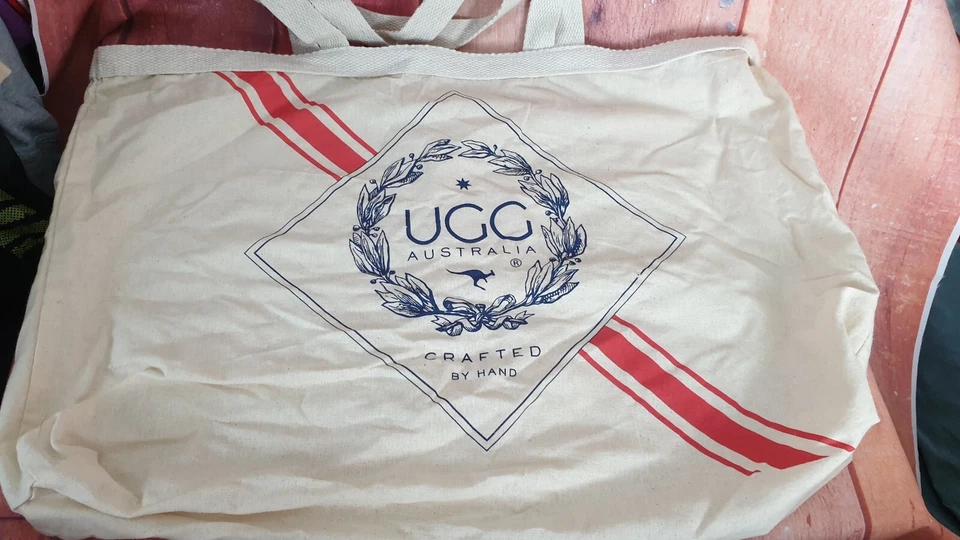 UGG
AUSTRALIA
®
CRAFTED
BY HAND